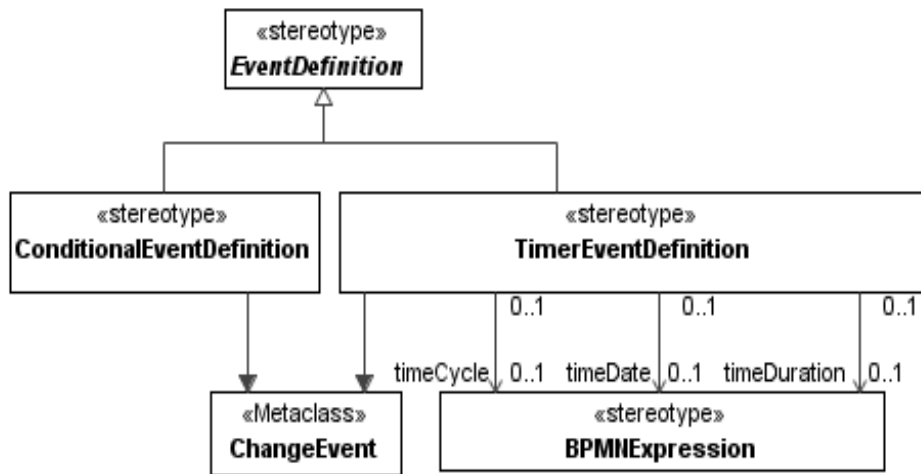 «stereotype»
EventDefinition
«stereotype»
ConditionalEventDefinition
«stereotype»
TimerEventDefinition
0..1
0..1
0..1
timeCycle
0..1
timeDate
0..1
timeDuration
0..1
«Metaclass»
ChangeEvent
«stereotype»
BPMNExpression